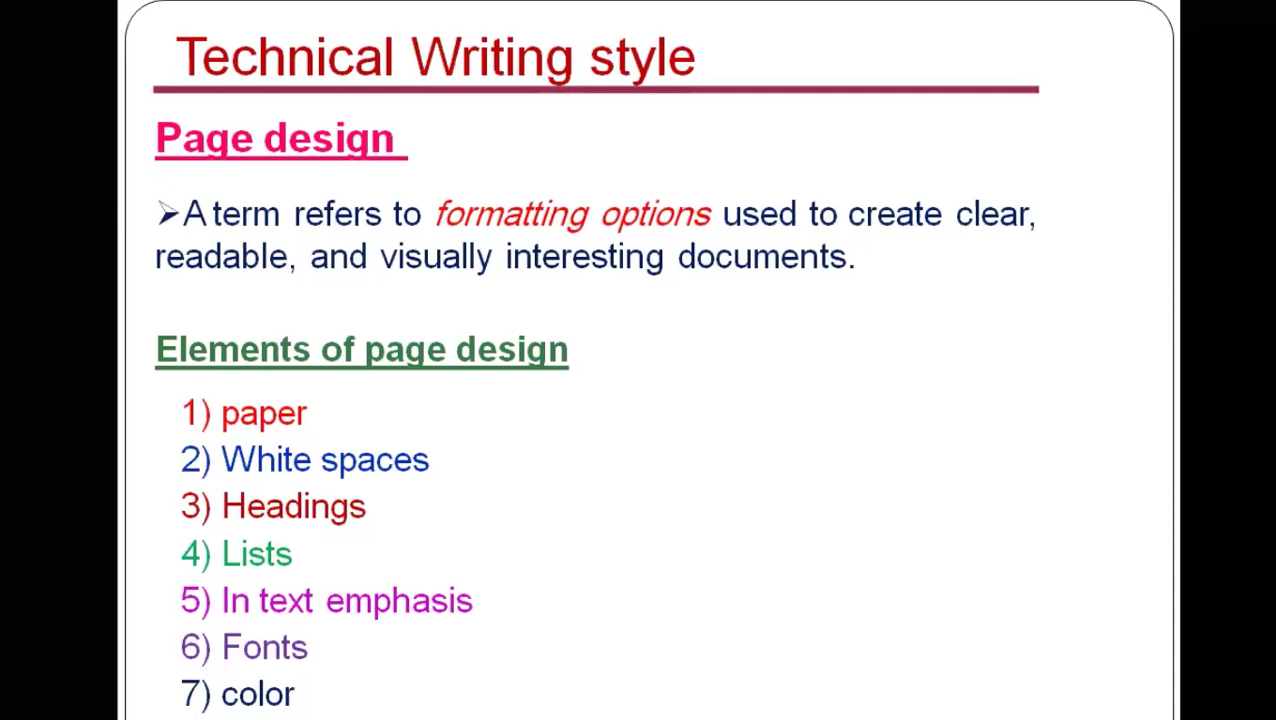 Technical Writing style
Page design
➢A term refers to formatting options used to create clear,
readable, and visually interesting documents.
Elements of page design
1) paper
2) White spaces
3) Headings
4) Lists
5) In text emphasis
6) Fonts
7) color